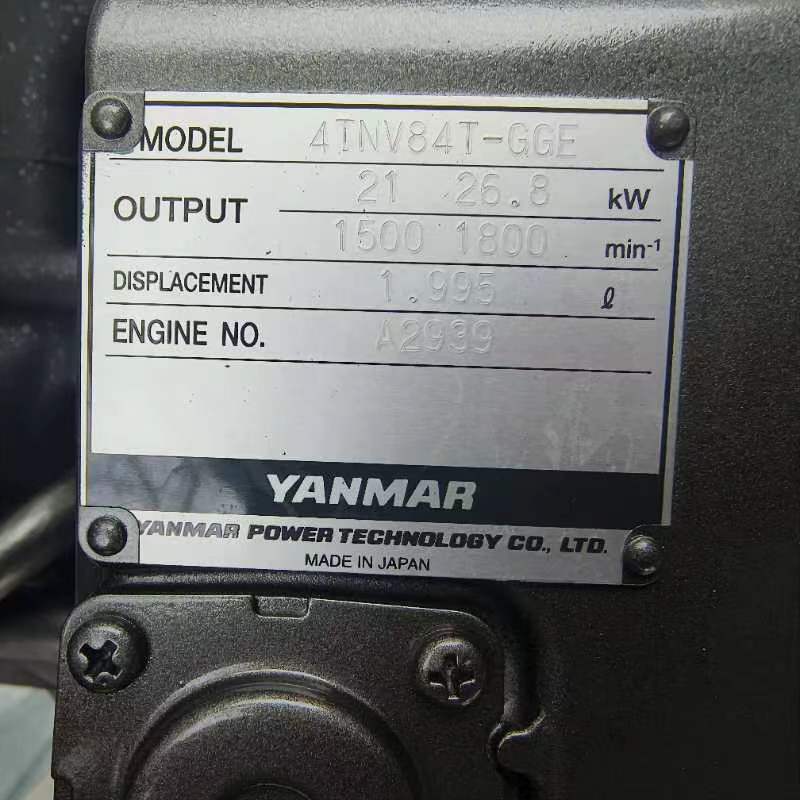 MODEL 4TNV84T-GGE
OUTPUT 21 26.8 kW
1500 1800 min-1
DISPLACEMENT 1.995 ℓ
ENGINE NO. A2939
YANMAR
YANMAR POWER TECHNOLOGY CO., LTD.
MADE IN JAPAN